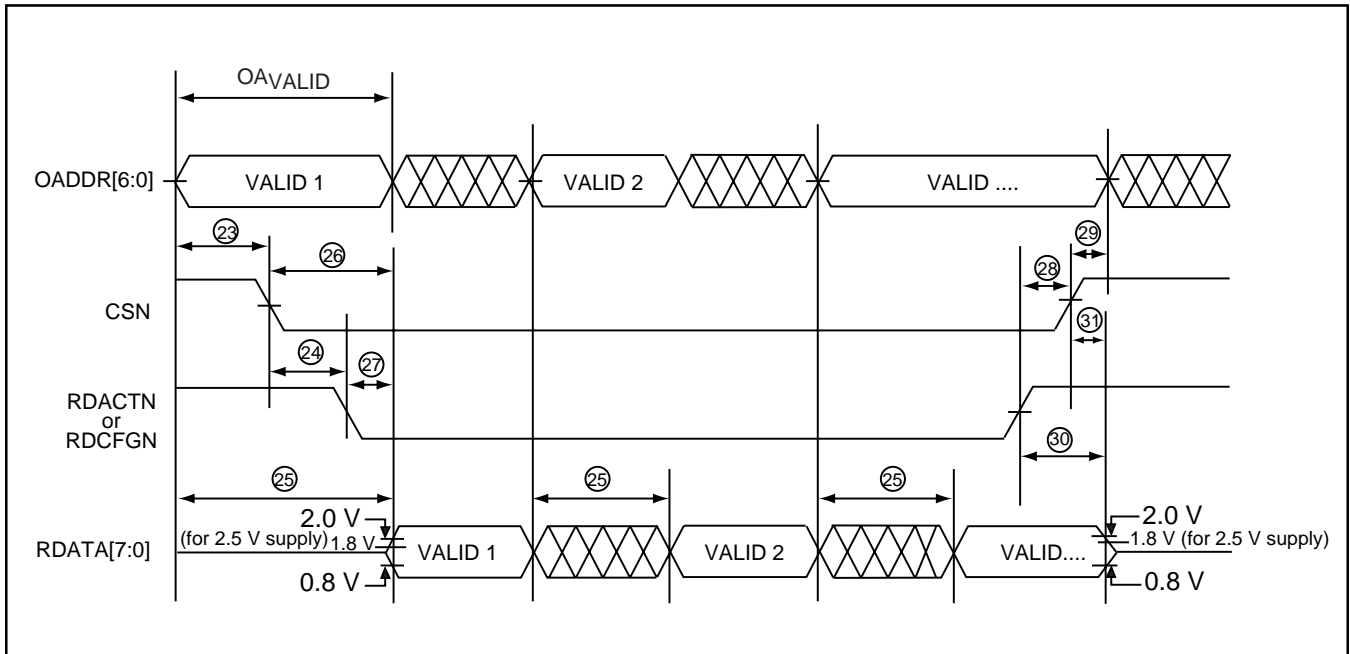 OAVALID
OADDR[6:0]
VALID 1
VALID 2
VALID ....
23
26
29
28
CSN
31
24
27
RDACTN
or
RDCFGN
30
25
25
25
2.0 V
2.0 V
(for 2.5 V supply) 1.8 V
1.8 V (for 2.5 V supply)
RDATA[7:0]
VALID 1
VALID 2
VALID....
0.8 V
0.8 V